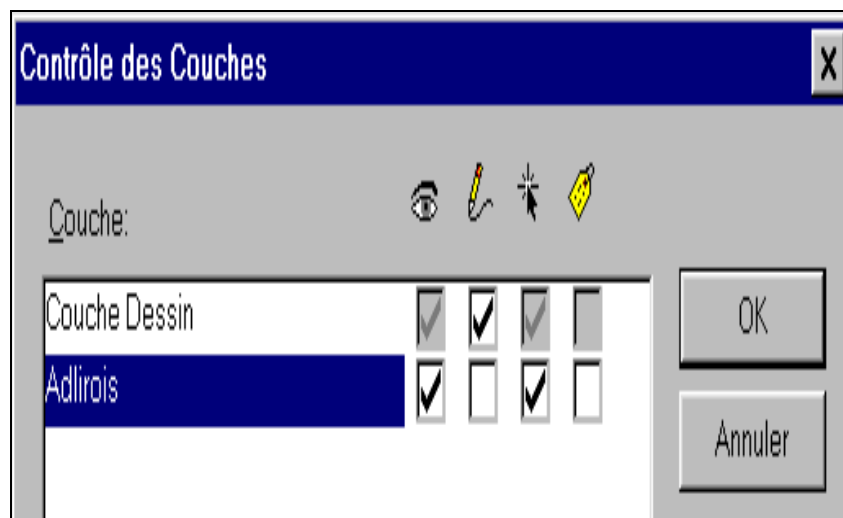 Contrôle des Couches
Couche:
Couche Dessin
OK
Adlirois
Annuler